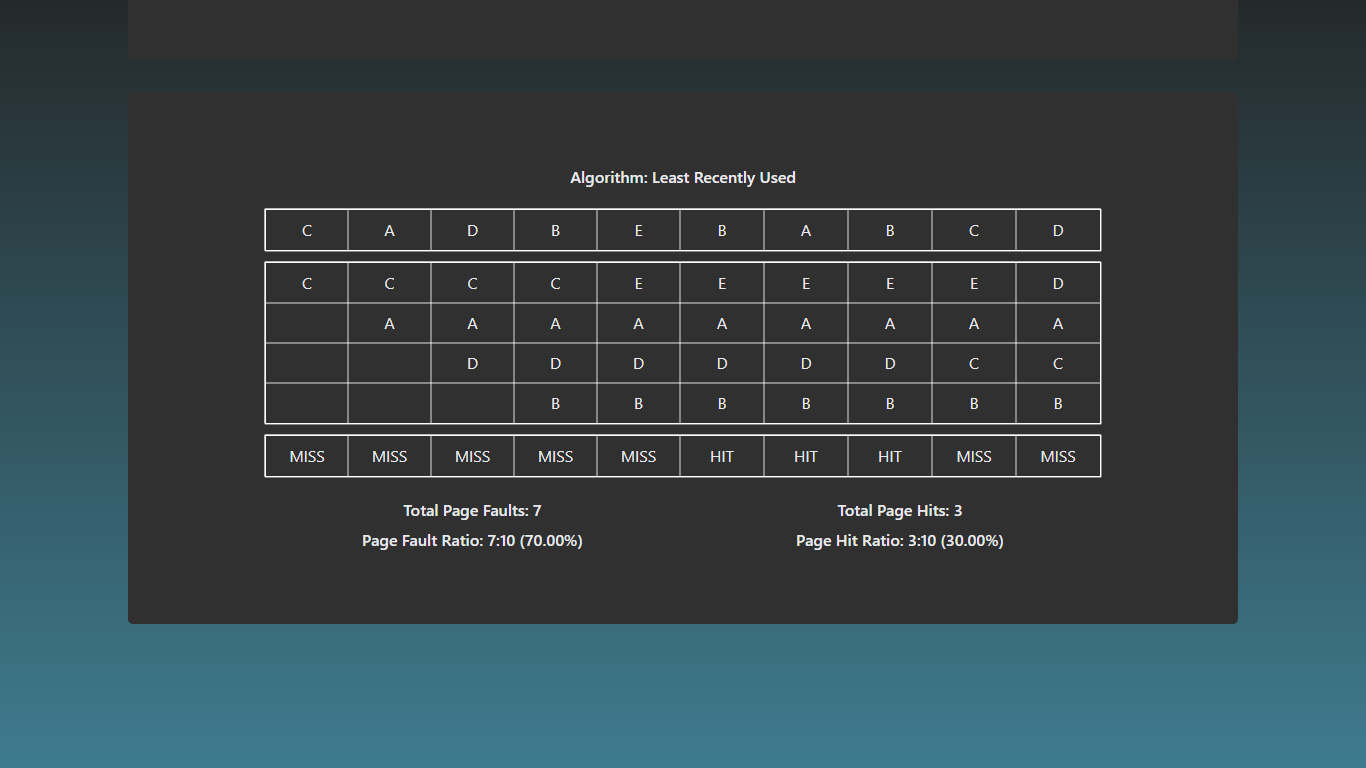 Algorithm: Least Recently Used
C A D B E B A B C D
C C C C E E E E E D
A A A A A A A A A
D D D D D D C C
B B B B B B B
MISS MISS MISS MISS MISS HIT HIT HIT MISS MISS
Total Page Faults: 7 Total Page Hits: 3
Page Fault Ratio: 7:10 (70.00%) Page Hit Ratio: 3:10 (30.00%)